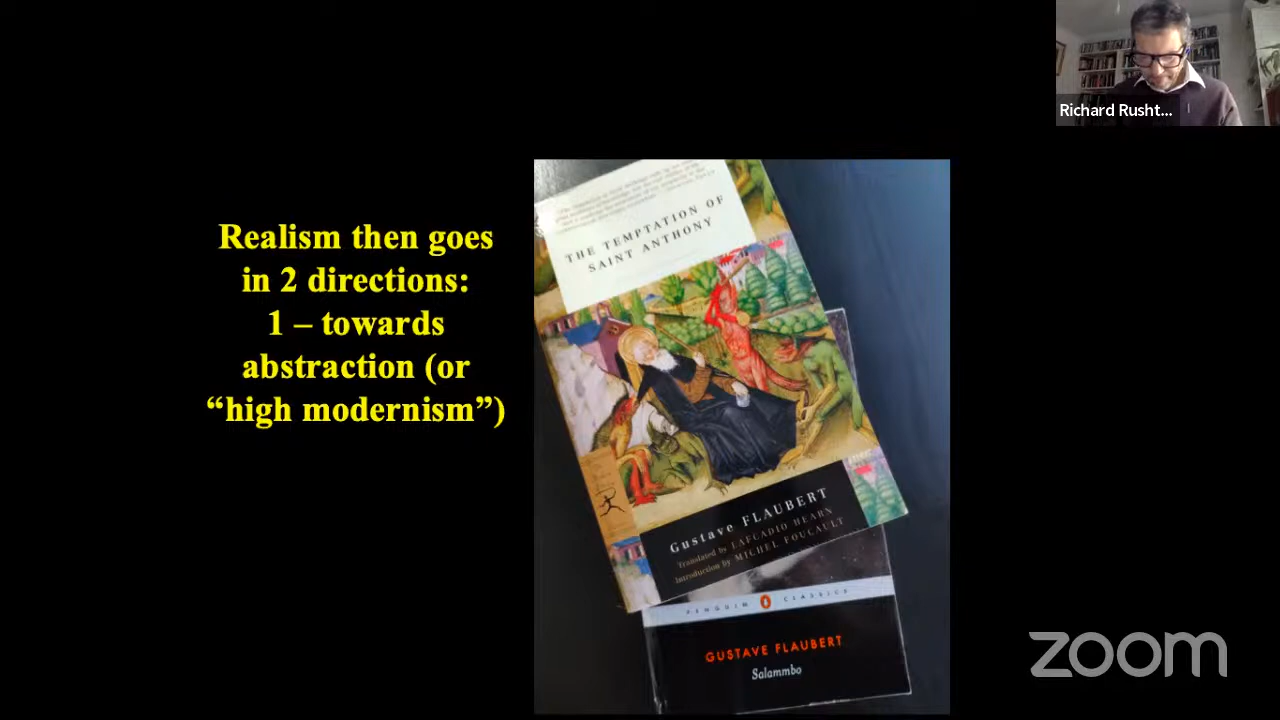 Richard Rusht...
Realism then goes
in 2 directions:
1 – towards
abstraction (or
“high modernism”)
THE TEMPTATION OF
SAINT ANTHONY
Gustave FLAUBERT
Translated by LAFCADIO HEARN
Introduction by MICHEL FOUCAULT
PENGUIN CLASSICS
GUSTAVE FLAUBERT
Salammbo
zoom